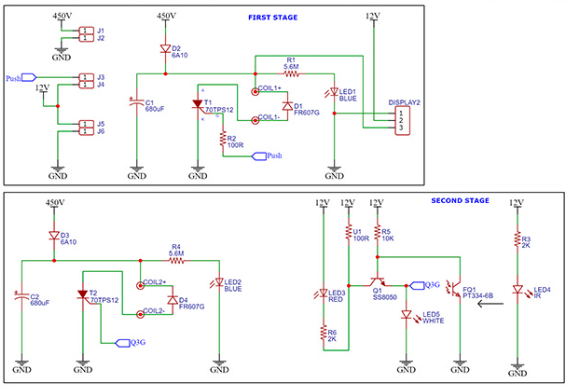 FIRST STAGE
450V
J1
J2
GND
Push
12V
J3
J4
J5
J6
GND
450V
D2
6A10
C1
680uF
GND
T1
70TPS12
R2
100R
Push
GND
COIL1+
COIL1-
D1
FR607G
R1
5.6M
LED1
BLUE
GND
12V
DISPLAY2
1
2
3
SECOND STAGE
450V
D3
6A10
C2
680uF
GND
T2
70TPS12
Q3G
GND
COIL2+
COIL2-
D4
FR607G
R4
5.6M
LED2
BLUE
GND
12V
LED3
RED
R6
2K
12V
U1
100R
12V
R5
10K
Q1
SS8050
Q3G
LED5
WHITE
GND
FQ1
PT334-6B
GND
12V
R3
2K
LED4
IR
GND